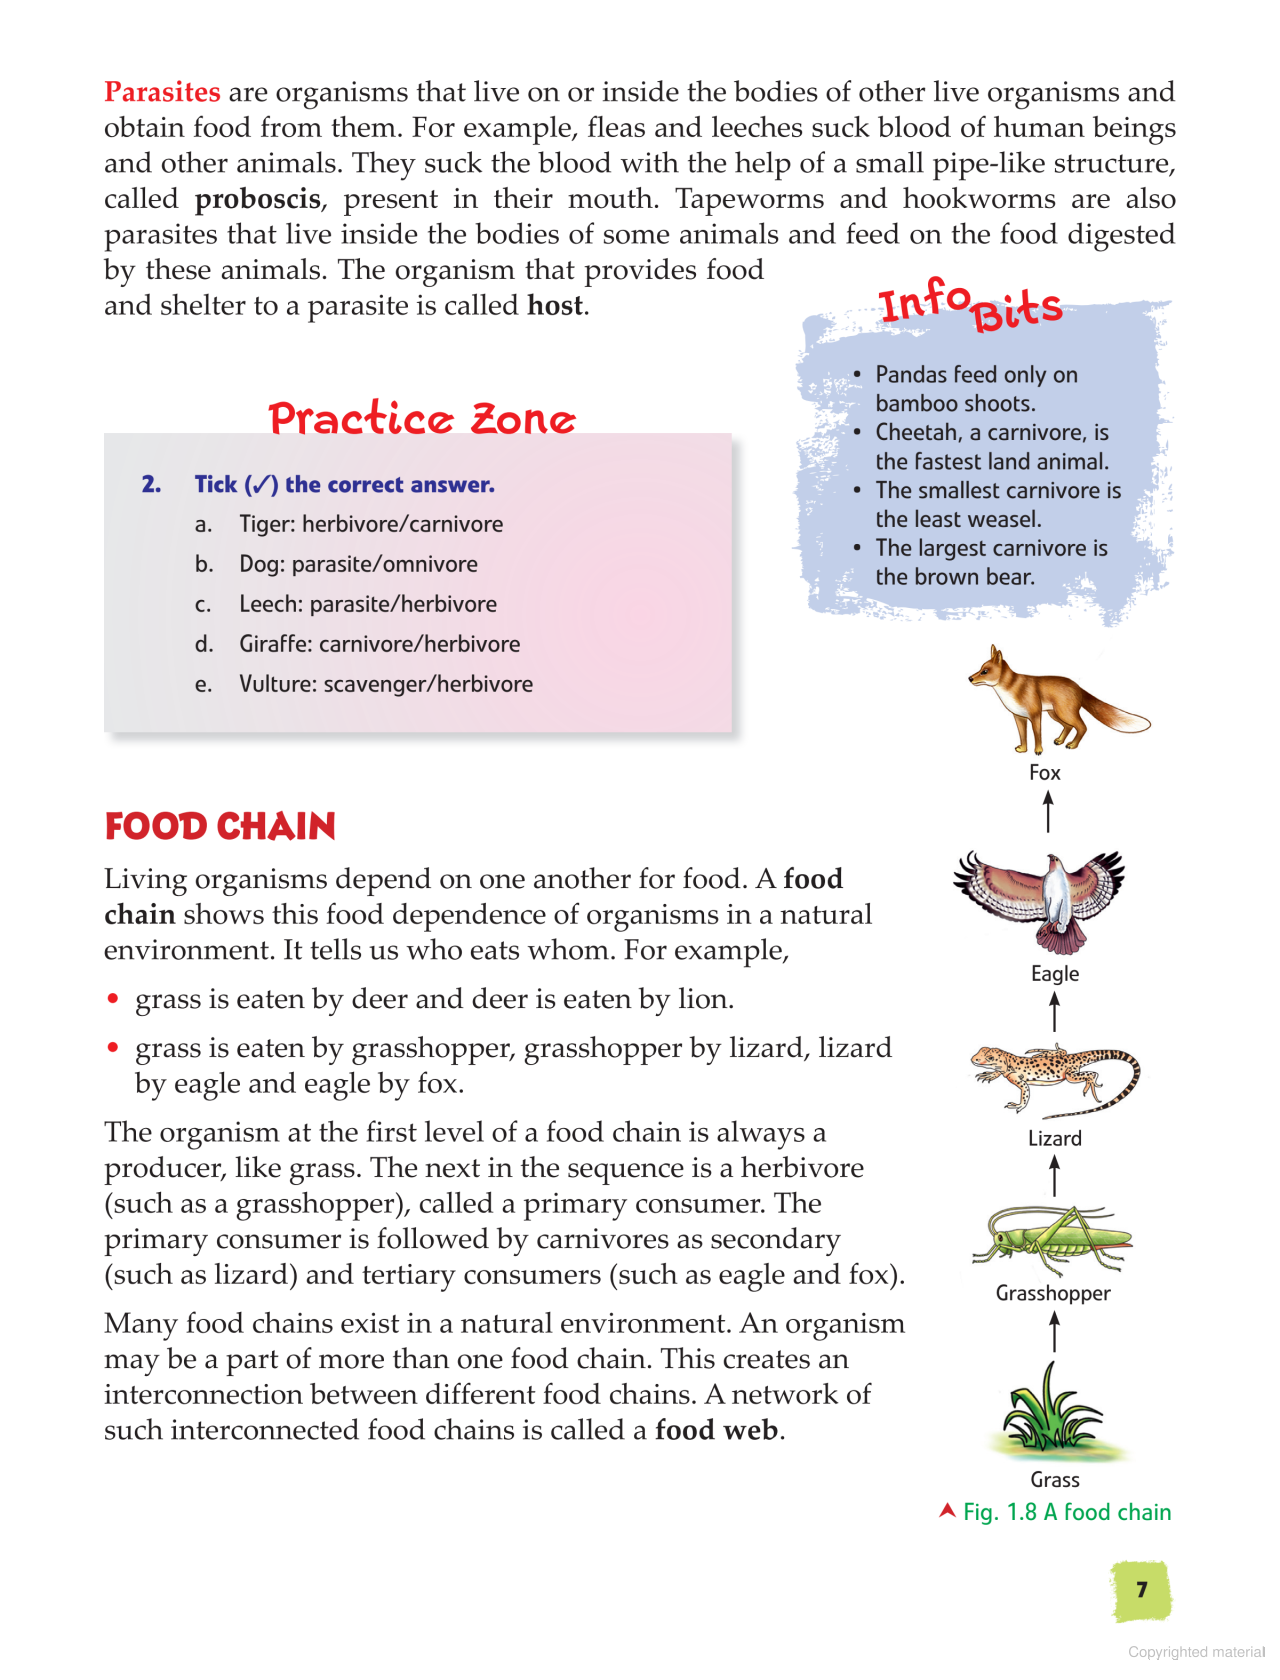 Parasites are organisms that live on or inside the bodies of other live organisms and
obtain food from them. For example, fleas and leeches suck blood of human beings
and other animals. They suck the blood with the help of a small pipe-like structure,
called proboscis, present in their mouth. Tapeworms and hookworms are also
parasites that live inside the bodies of some animals and feed on the food digested
by these animals. The organism that provides food
and shelter to a parasite is called host.
Info Bits
• Pandas feed only on
bamboo shoots.
• Cheetah, a carnivore, is
the fastest land animal.
• The smallest carnivore is
the least weasel.
• The largest carnivore is
the brown bear.
Practice Zone
2. Tick (✓) the correct answer.
a. Tiger: herbivore/carnivore
b. Dog: parasite/omnivore
c. Leech: parasite/herbivore
d. Giraffe: carnivore/herbivore
e. Vulture: scavenger/herbivore
FOOD CHAIN
Living organisms depend on one another for food. A food
chain shows this food dependence of organisms in a natural
environment. It tells us who eats whom. For example,
• grass is eaten by deer and deer is eaten by lion.
• grass is eaten by grasshopper, grasshopper by lizard, lizard
by eagle and eagle by fox.
The organism at the first level of a food chain is always a
producer, like grass. The next in the sequence is a herbivore
(such as a grasshopper), called a primary consumer. The
primary consumer is followed by carnivores as secondary
(such as lizard) and tertiary consumers (such as eagle and fox).
Many food chains exist in a natural environment. An organism
may be a part of more than one food chain. This creates an
interconnection between different food chains. A network of
such interconnected food chains is called a food web.
Fox
Eagle
Lizard
Grasshopper
Grass
Fig. 1.8 A food chain
7
Copyrighted material